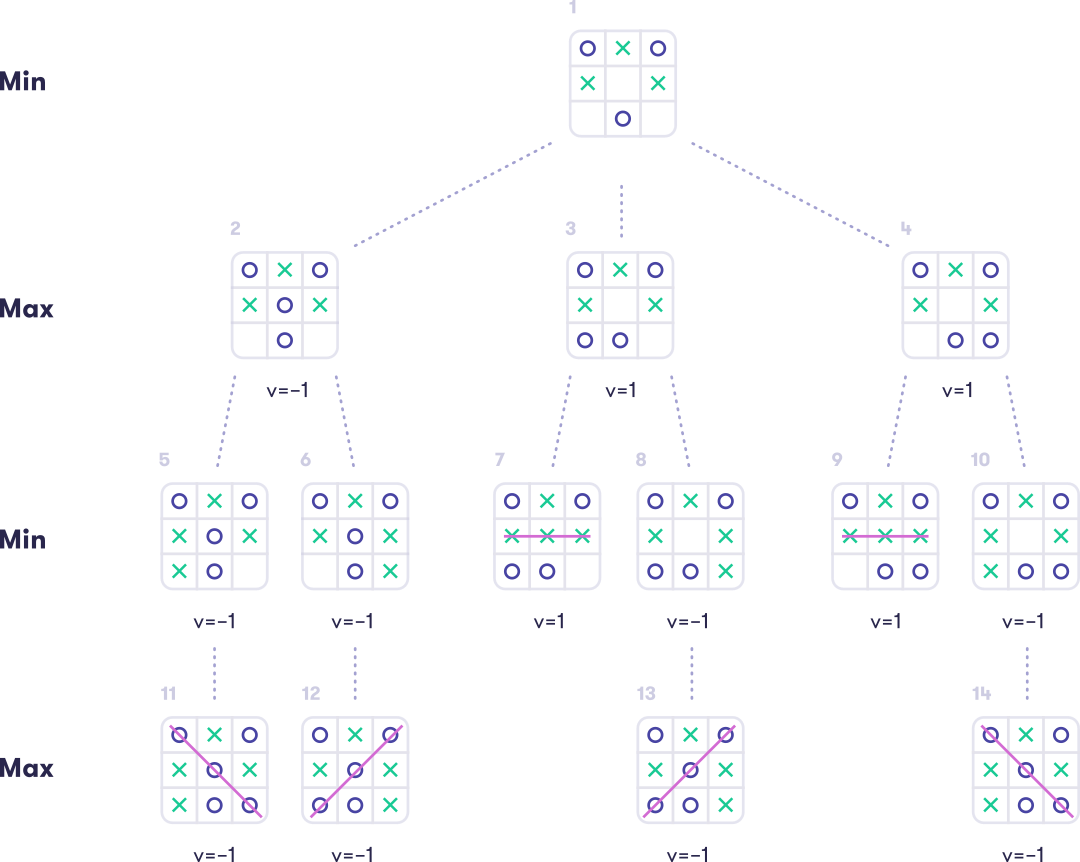 1
Min
O X O
X X
O
2 3 4
O X O O X O O X O
Max
X O X X X X X
O O O O O
v=-1 v=1 v=1
5 6 7 8 9 10
O X O O X O O X O O X O O X O O X O
Min
X O X X O X X X X X X X X X X X
X O O X O O O O X O O X O O
v=-1 v=-1 v=1 v=-1 v=1 v=-1
11 12 13 14
O X O O X O O X O O X O
Max
X O X X O X X O X X O X
X O O O O X O O X X O O
v=-1 v=-1 v=-1 v=-1